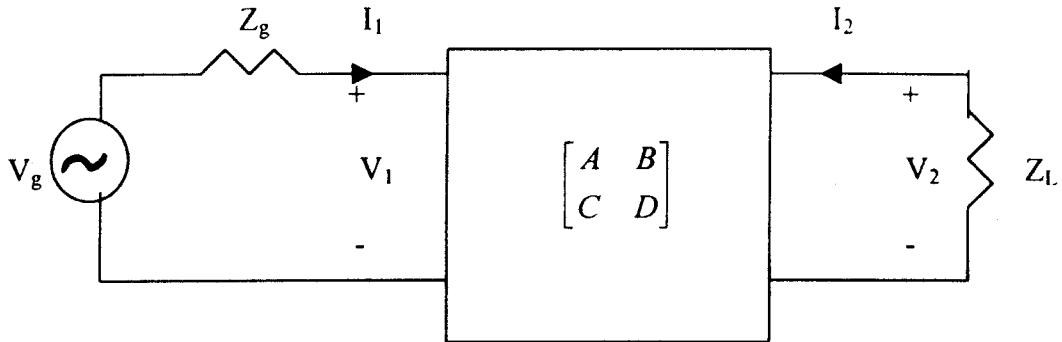 Z_g I_1 I_2
+ +
V_g V_1 [A B V_2 Z_L
C D]
- -